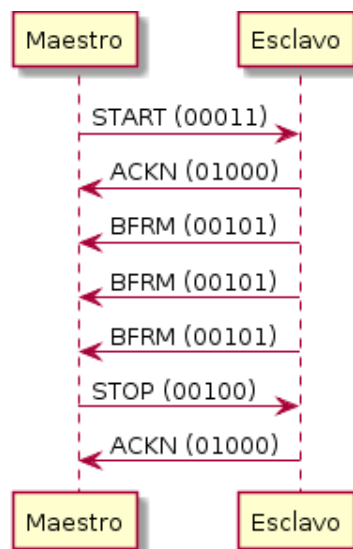 Maestro
Esclavo
START (00011)
ACKN (01000)
BFRM (00101)
BFRM (00101)
BFRM (00101)
STOP (00100)
ACKN (01000)
Maestro
Esclavo